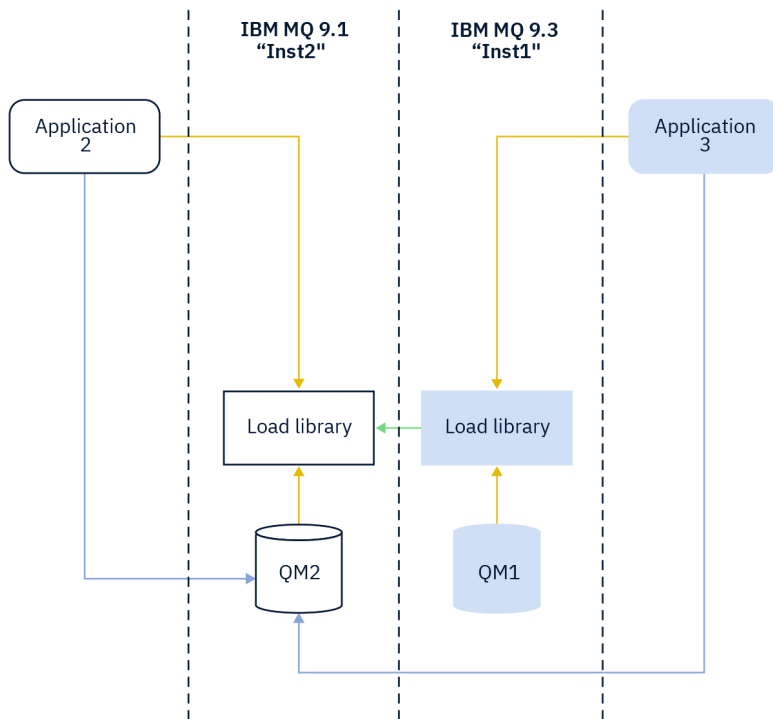 IBM MQ 9.1
“Inst2"
IBM MQ 9.3
“Inst1"
Application
2
Application
3
Load library
Load library
QM2
QM1